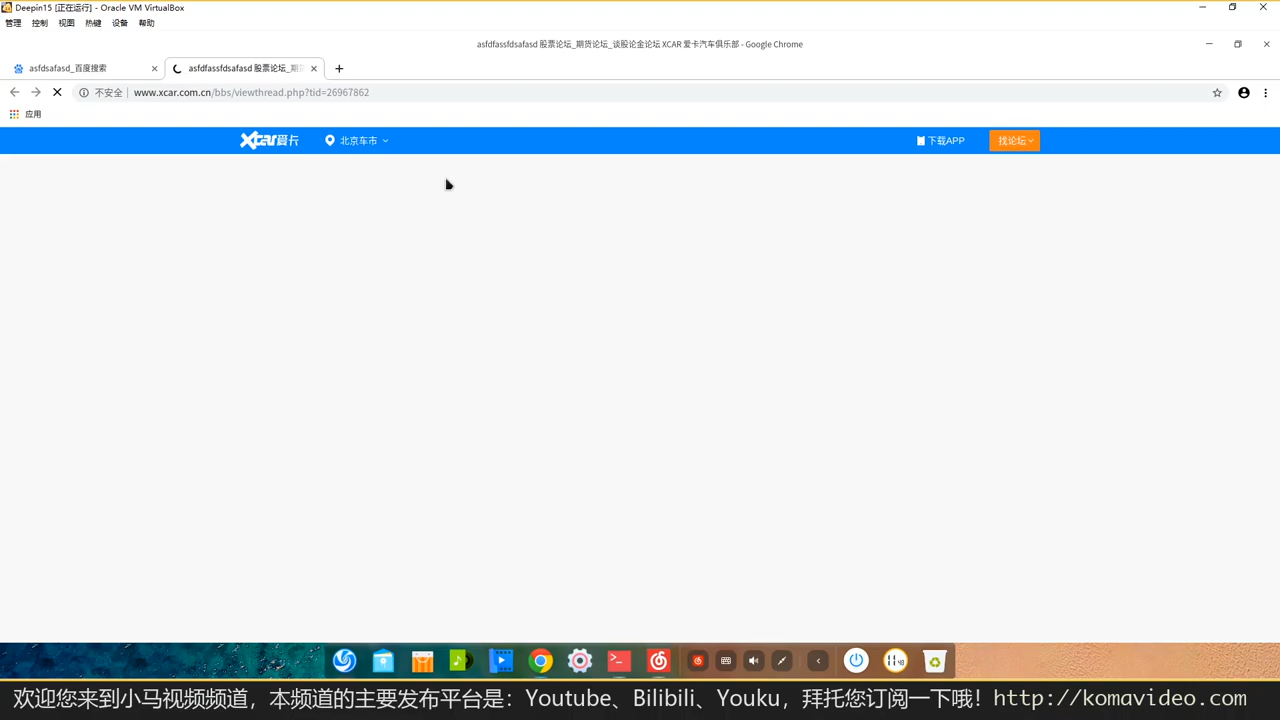 Deepin15 [正在运行] - Oracle VM VirtualBox
管理 控制 视图 热键 设备 帮助
asfdfassfdsafasd 股票论坛_期货论坛_谈股论金论坛 XCAR 爱卡汽车俱乐部 - Google Chrome
asfdsafasd_百度搜索
asfdfassfdsafasd 股票论坛_期
不安全 www.xcar.com.cn/bbs/viewthread.php?tid=26967862
应用
xcar爱卡 北京车市 下载APP 找论坛
欢迎您来到小马视频频道，本频道的主要发布平台是：Youtube、Bilibili、Youku，拜托您订阅一下哦！http://komavideo.com